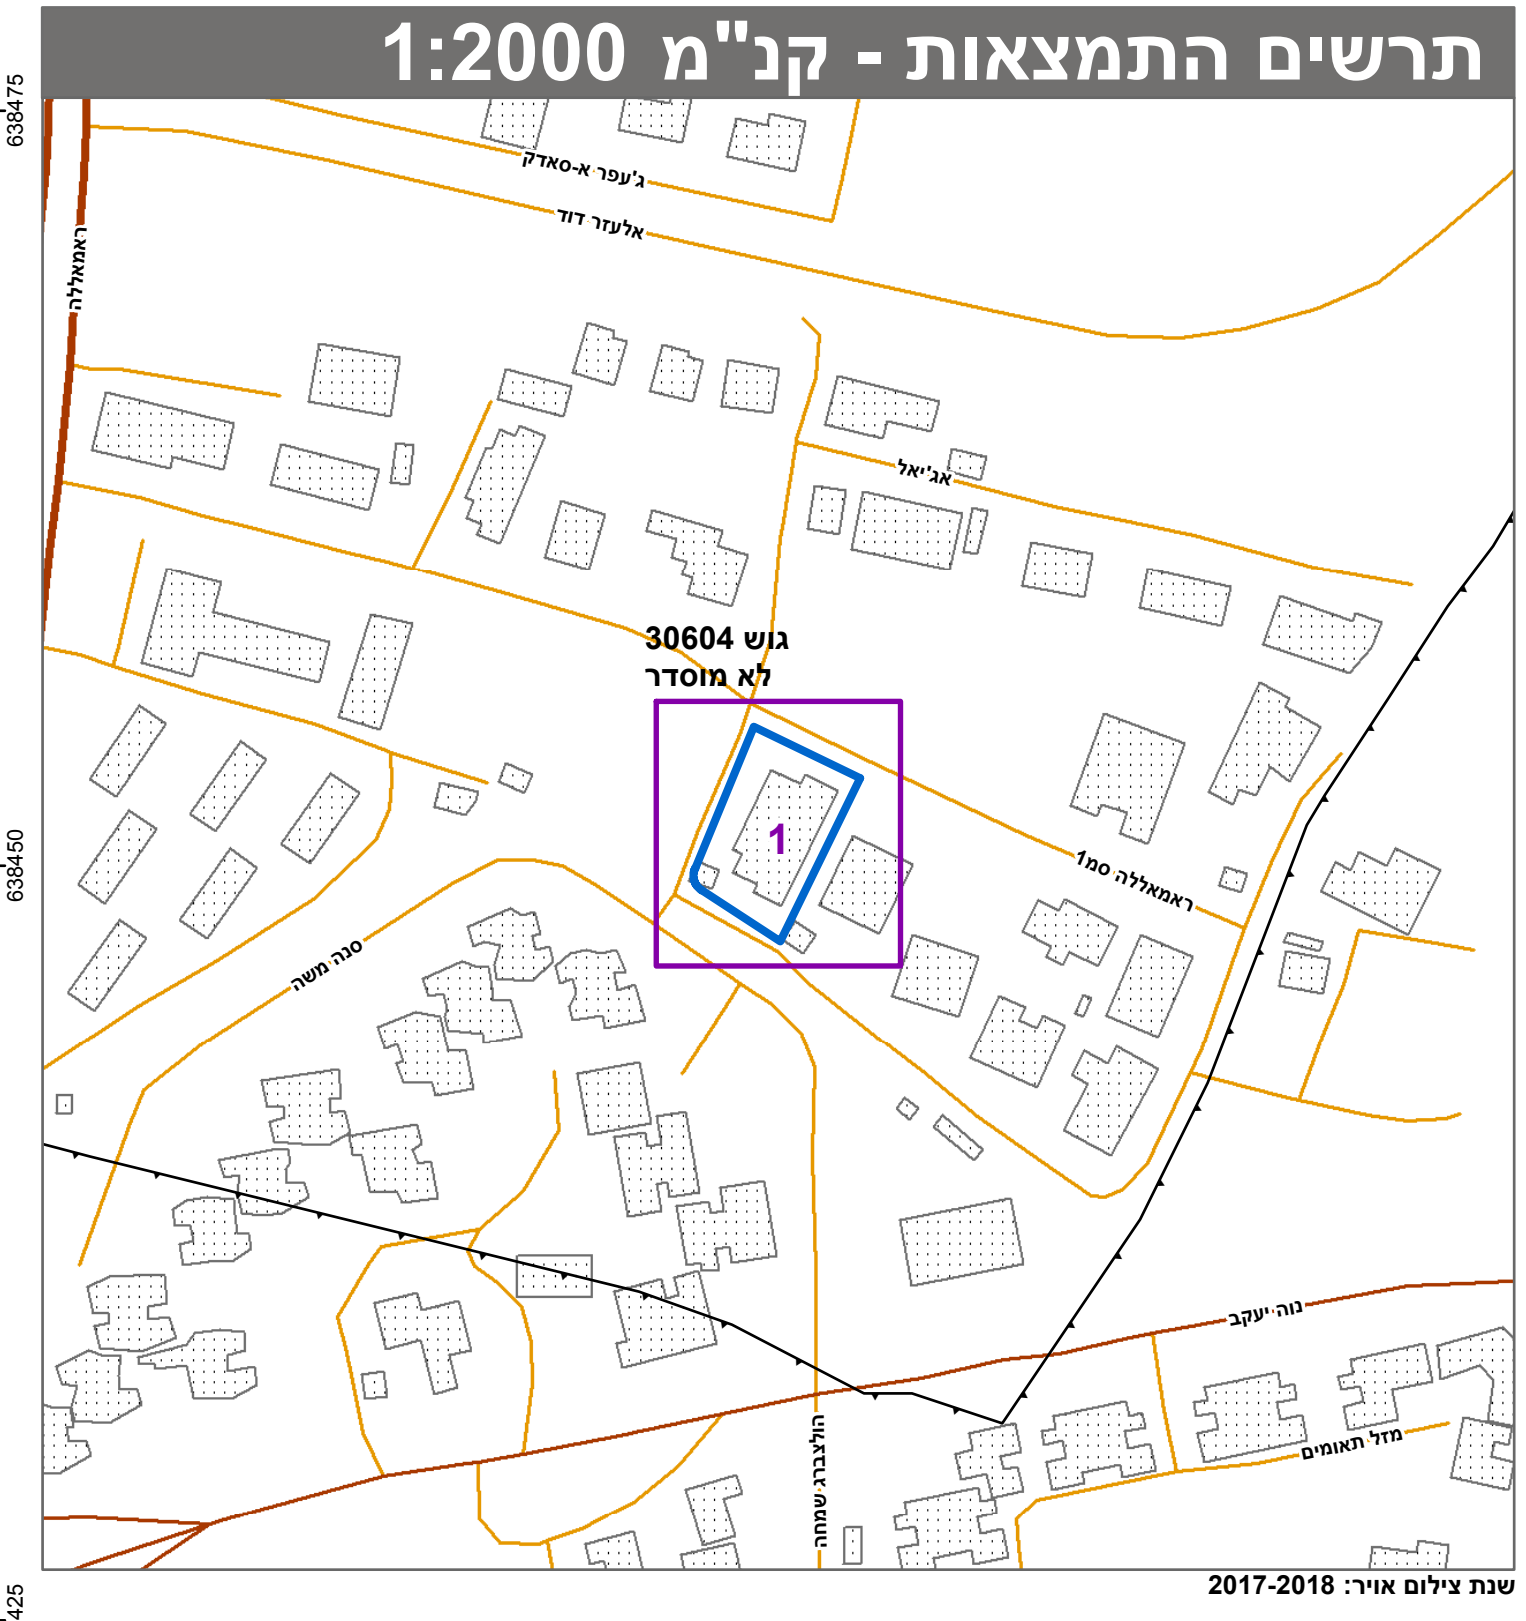 תרשים התמצאות - קנ"מ 1:2000
638475
ג'עפר א-סאדק
אלעזר דוד
ראמאללה
אג'יאל
גוש 30604
לא מוסדר
1
638450
ראמאללה סמ1
סנה משה
נוה יעקב
מזל תאומים
הולצברג שמחה
425
שנת צילום אויר: 2017-2018